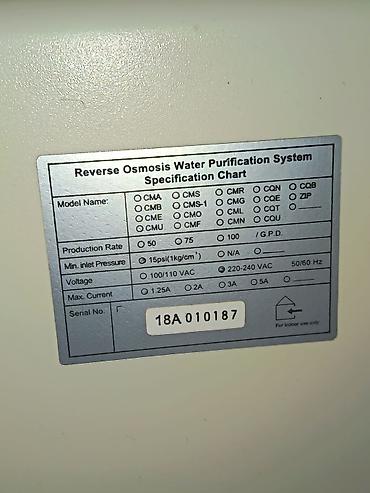 Reverse Osmosis Water Purification System
Specification Chart
Model Name: CMA CMS CMR CQN CQB
CMB CMS-1 CMG CQE ZIP
CME CMO CML CQT
CMU CMF CMN CQU
Production Rate 50 75 100 / G.P.D.
Min. inlet Pressure 15psi(1kg/cm²) N/A
Voltage 100/110 VAC 220-240 VAC 50/60 Hz
Max. Current 1.25A 2A 3A 5A
Serial No. 18A 010187
For indoor use only